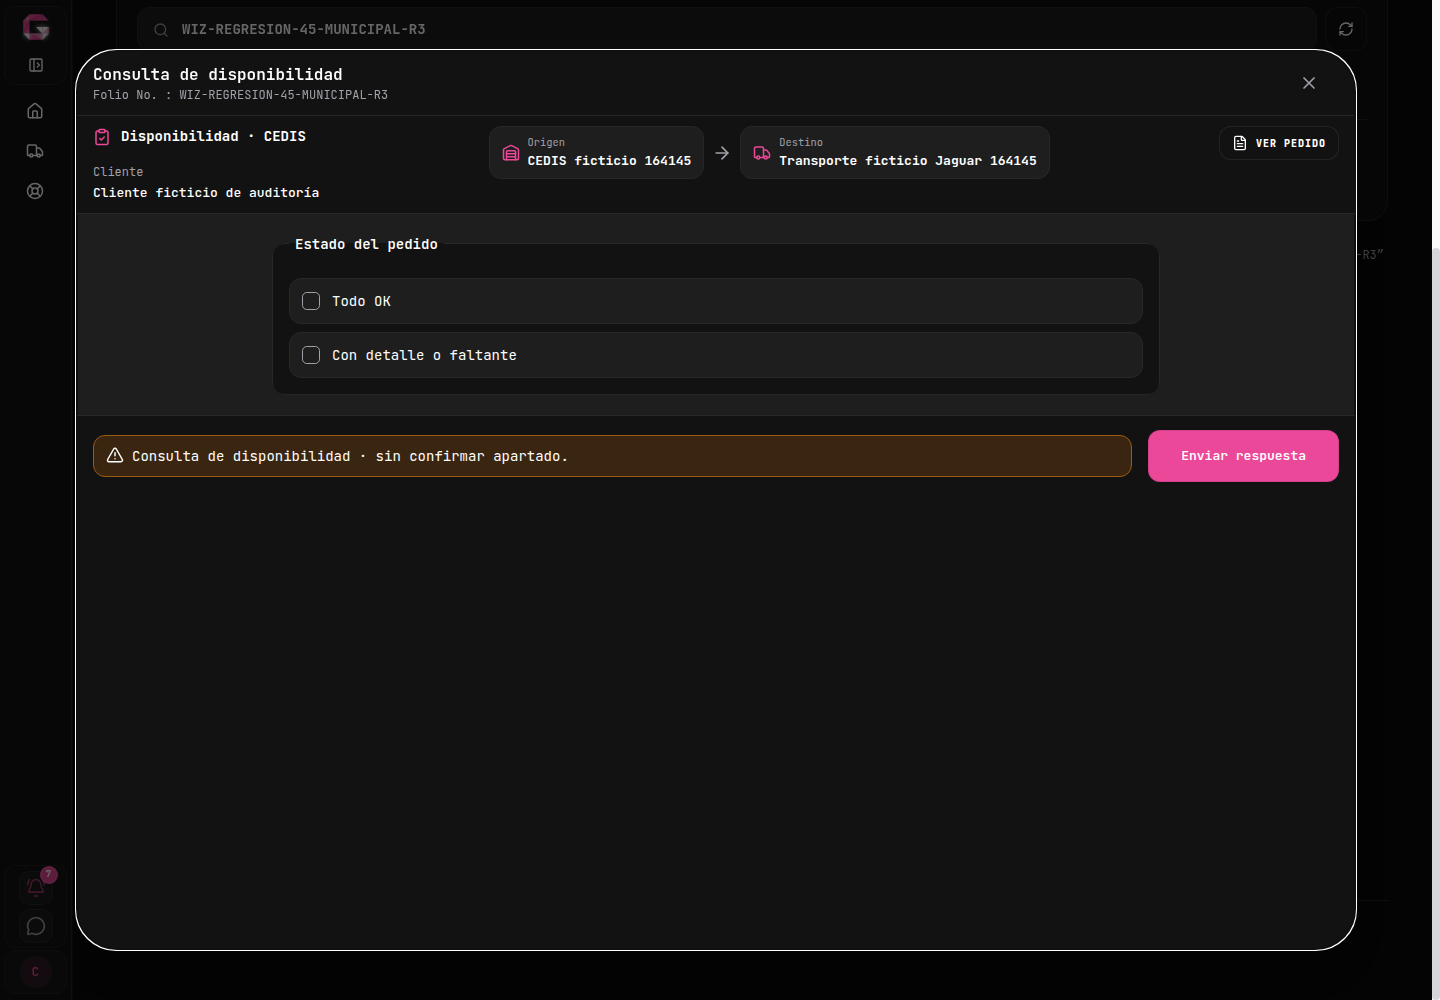 WIZ-REGRESION-45-MUNICIPAL-R3
Consulta de disponibilidad
Folio No. : WIZ-REGRESION-45-MUNICIPAL-R3
Disponibilidad · CEDIS
Cliente
Cliente ficticio de auditoría
Origen
CEDIS ficticio 164145
Destino
Transporte ficticio Jaguar 164145
VER PEDIDO
-R3”
Estado del pedido
Todo OK
Con detalle o faltante
Consulta de disponibilidad · sin confirmar apartado.
Enviar respuesta
7
C